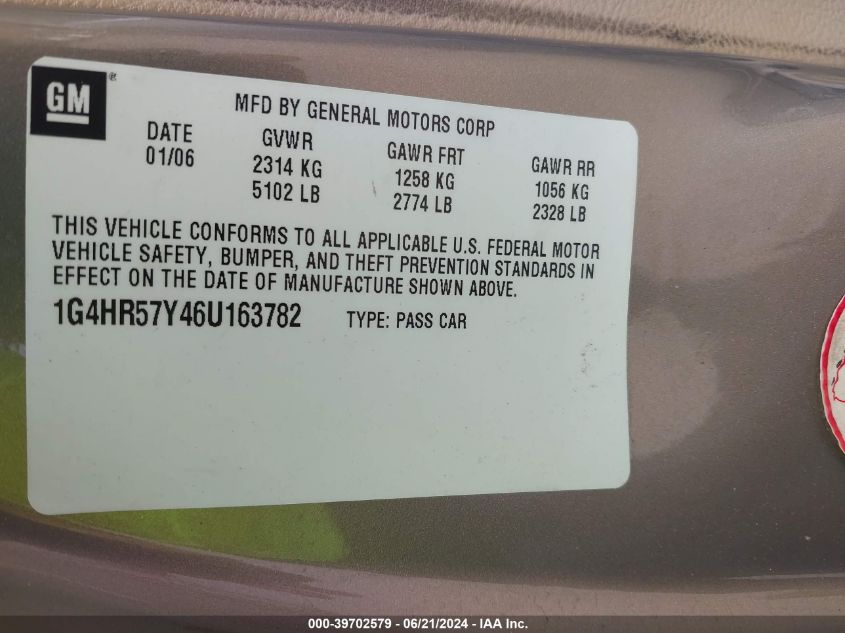 GM®
MFD BY GENERAL MOTORS CORP
DATE GVWR GAWR FRT GAWR RR
01/06 2314 KG 1258 KG 1056 KG
5102 LB 2774 LB 2328 LB
THIS VEHICLE CONFORMS TO ALL APPLICABLE U.S. FEDERAL MOTOR
VEHICLE SAFETY, BUMPER, AND THEFT PREVENTION STANDARDS IN
EFFECT ON THE DATE OF MANUFACTURE SHOWN ABOVE.
1G4HR57Y46U163782 TYPE: PASS CAR
000-39702579 - 06/21/2024 - IAA Inc.